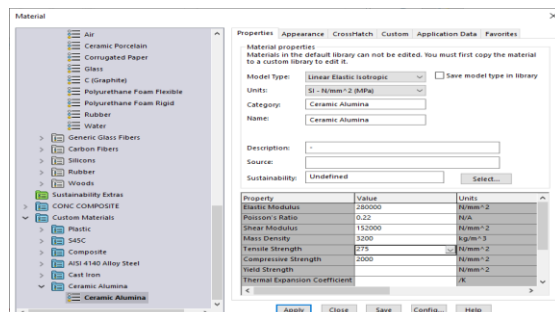 Material
Air
Ceramic Porcelain
Corrugated Paper
Glass
C (Graphite)
Polyurethane Foam Flexible
Polyurethane Foam Rigid
Rubber
Water
Generic Glass Fibers
Carbon Fibers
Silicons
Rubber
Woods
Sustainability Extras
CONC COMPOSITE
Custom Materials
Plastic
S45C
Composite
AISI 4140 Alloy Steel
Cast Iron
Ceramic Alumina
Ceramic Alumina
Properties Appearance CrossHatch Custom Application Data Favorites
Material properties
Materials in the default library can not be edited. You must first copy the material
to a custom library to edit it.
Model Type: Linear Elastic Isotropic Save model type in library
Units: SI - N/mm^2 (MPa)
Category: Ceramic Alumina
Name: Ceramic Alumina
Description: -
Source:
Sustainability: Undefined Select...
Property Value Units
Elastic Modulus 280000 N/mm^2
Poisson's Ratio 0.22 N/A
Shear Modulus 152000 N/mm^2
Mass Density 3200 kg/m^3
Tensile Strength 275 N/mm^2
Compressive Strength 2000 N/mm^2
Yield Strength N/mm^2
Thermal Expansion Coefficient /K
Apply Close Save Config... Help